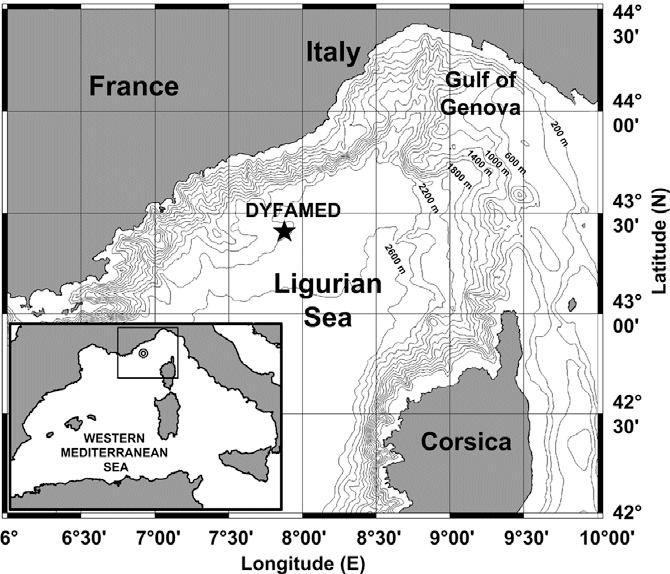 44°
30'
Italy
France
Gulf of
Genova
44°
00'
200 m
600 m
1000 m
1400 m
1800 m
2200 m
43°
30'
DYFAMED
Latitude (N)
2600 m
Ligurian
Sea
43°
00'
42°
30'
WESTERN
MEDITERRANEAN
SEA
Corsica
42°
6° 6°30' 7°00' 7°30' 8°00' 8°30' 9°00' 9°30' 10°00'
Longitude (E)